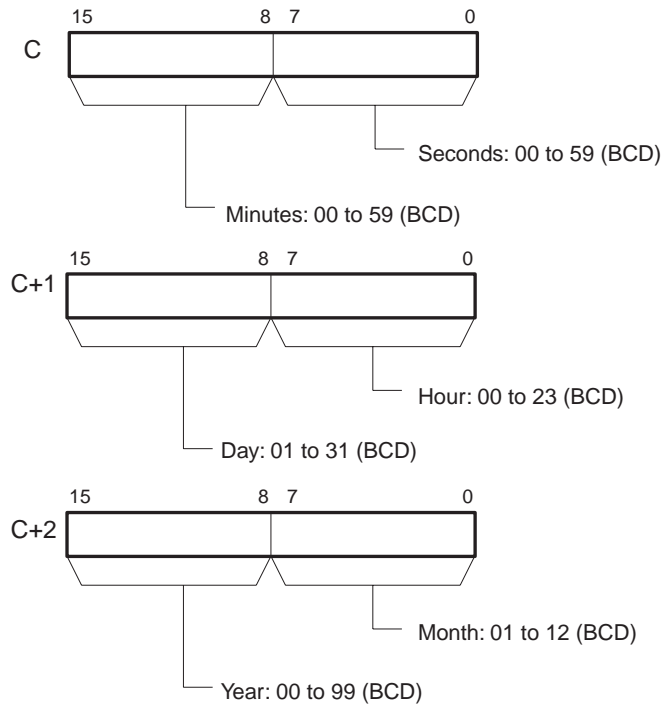 15 8 7 0
C
Seconds: 00 to 59 (BCD)
Minutes: 00 to 59 (BCD)
15 8 7 0
C+1
Hour: 00 to 23 (BCD)
Day: 01 to 31 (BCD)
15 8 7 0
C+2
Month: 01 to 12 (BCD)
Year: 00 to 99 (BCD)